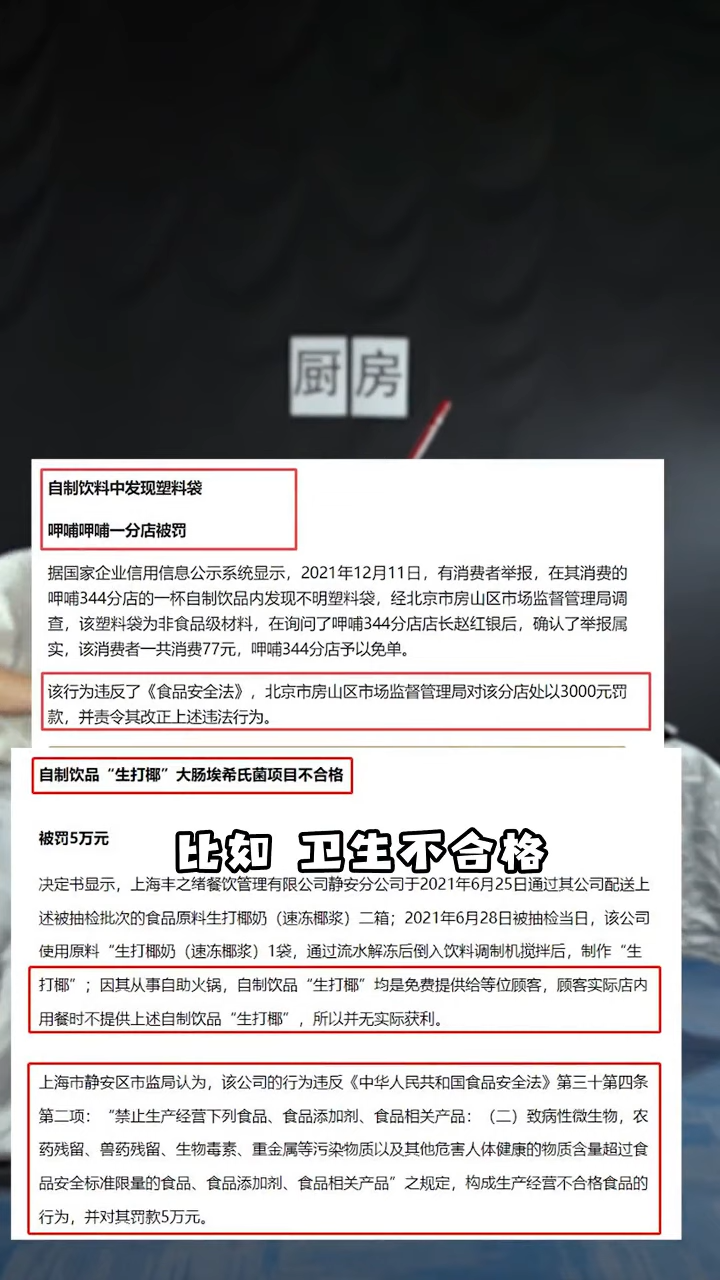 厨房
自制饮料中发现塑料袋
呷哺呷哺一分店被罚
据国家企业信用信息公示系统显示，2021年12月11日，有消费者举报，在其消费的
呷哺344分店的一杯自制饮品内发现不明塑料袋，经北京市房山区市场监督管理局调
查，该塑料袋为非食品级材料，在询问了呷哺344分店店长赵红银后，确认了举报属
实，该消费者一共消费77元，呷哺344分店予以免单。
该行为违反了《食品安全法》，北京市房山区市场监督管理局对该分店处以3000元罚
款，并责令其改正上述违法行为。
自制饮品“生打椰”大肠埃希氏菌项目不合格
被罚5万元
比如 卫生不合格
决定书显示，上海丰之绪餐饮管理有限公司静安分公司于2021年6月25日通过其公司配送上
述被抽检批次的食品原料生打椰奶（速冻椰浆）二箱；2021年6月28日被抽检当日，该公司
使用原料“生打椰奶（速冻椰浆）1袋，通过流水解冻后倒入饮料调制机搅拌后，制作“生
打椰”；因其从事自助火锅，自制饮品“生打椰”均是免费提供给等位顾客，顾客实际店内
用餐时不提供上述自制饮品“生打椰”，所以并无实际获利。
上海市静安区市监局认为，该公司的行为违反《中华人民共和国食品安全法》第三十第四条
第二项：“禁止生产经营下列食品、食品添加剂、食品相关产品：（二）致病性微生物，农
药残留、兽药残留、生物毒素、重金属等污染物质以及其他危害人体健康的物质含量超过食
品安全标准限量的食品、食品添加剂、食品相关产品”之规定，构成生产经营不合格食品的
行为，并对其罚款5万元。